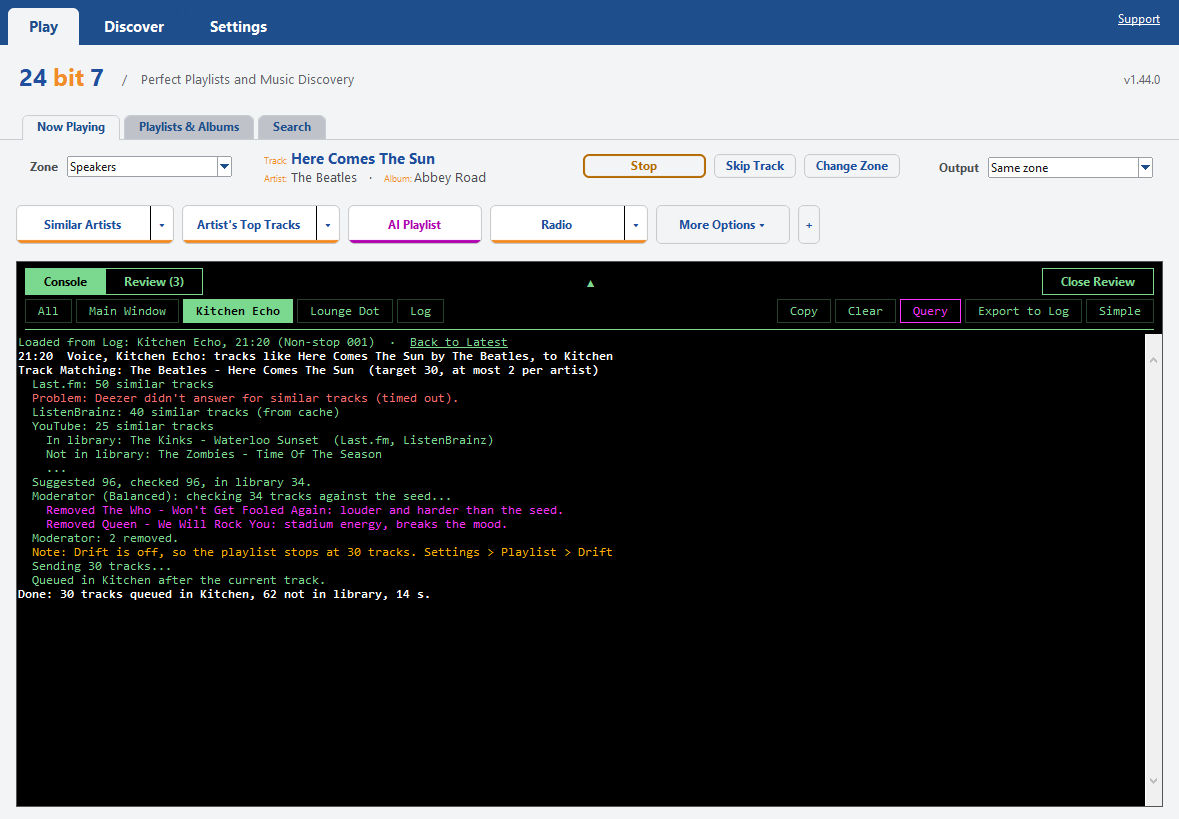 Play Discover Settings Support
24 bit 7 / Perfect Playlists and Music Discovery v1.44.0
Now Playing Playlists & Albums Search
Zone Speakers Track: Here Comes The Sun Stop Skip Track Change Zone Output Same zone
Artist: The Beatles · Album: Abbey Road
Similar Artists Artist's Top Tracks AI Playlist Radio More Options +
Console Review (3) Close Review
All Main Window Kitchen Echo Lounge Dot Log Copy Clear Query Export to Log Simple
Loaded from Log: Kitchen Echo, 21:20 (Non-stop 001) · Back to Latest
21:20 Voice, Kitchen Echo: tracks like Here Comes The Sun by The Beatles, to Kitchen
Track Matching: The Beatles - Here Comes The Sun (target 30, at most 2 per artist)
Last.fm: 50 similar tracks
Problem: Deezer didn't answer for similar tracks (timed out).
ListenBrainz: 40 similar tracks (from cache)
YouTube: 25 similar tracks
In library: The Kinks - Waterloo Sunset (Last.fm, ListenBrainz)
Not in library: The Zombies - Time Of The Season
...
Suggested 96, checked 96, in library 34.
Moderator (Balanced): checking 34 tracks against the seed...
Removed The Who - Won't Get Fooled Again: louder and harder than the seed.
Removed Queen - We Will Rock You: stadium energy, breaks the mood.
Moderator: 2 removed.
Note: Drift is off, so the playlist stops at 30 tracks. Settings > Playlist > Drift
Sending 30 tracks...
Queued in Kitchen after the current track.
Done: 30 tracks queued in Kitchen, 62 not in library, 14 s.